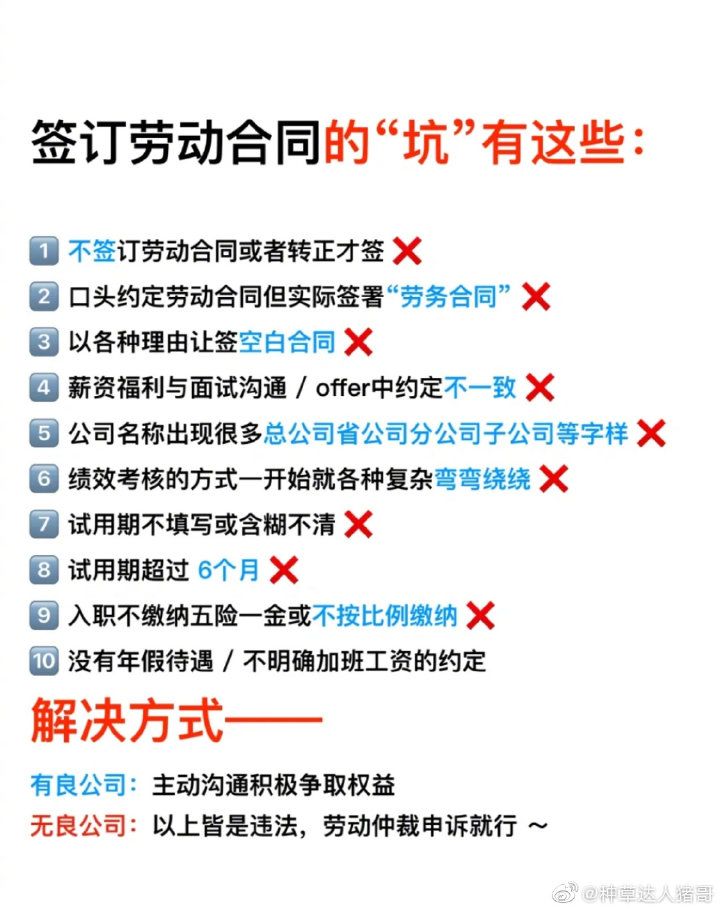 签订劳动合同的“坑”有这些：
1 不签订劳动合同或者转正才签 ❌
2 口头约定劳动合同但实际签署“劳务合同” ❌
3 以各种理由让签空白合同 ❌
4 薪资福利与面试沟通 / offer中约定不一致 ❌
5 公司名称出现很多总公司省公司分公司子公司等字样 ❌
6 绩效考核的方式一开始就各种复杂弯弯绕绕 ❌
7 试用期不填写或含糊不清 ❌
8 试用期超过 6个月 ❌
9 入职不缴纳五险一金或不按比例缴纳 ❌
10 没有年假待遇 / 不明确加班工资的约定
解决方式——
有良公司：主动沟通积极争取权益
无良公司：以上皆是违法，劳动仲裁申诉就行 ～
@种草达人猪哥